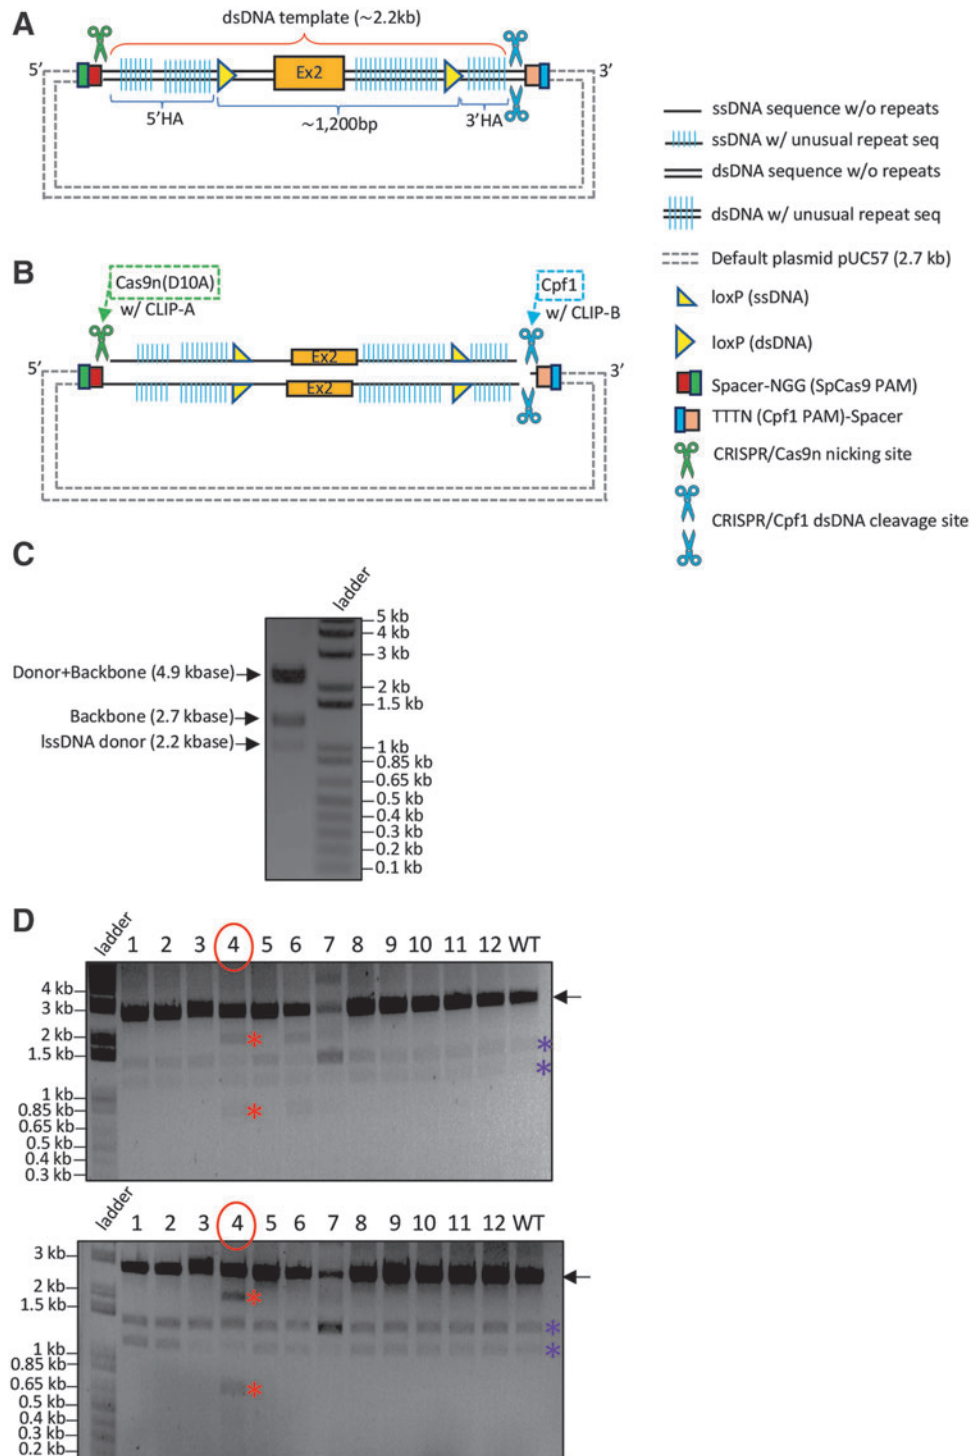 A
dsDNA template (~2.2kb)
5'
Ex2
3'
5'HA
~1,200bp
3'HA
ssDNA sequence w/o repeats
ssDNA w/ unusual repeat seq
dsDNA sequence w/o repeats
dsDNA w/ unusual repeat seq
Default plasmid pUC57 (2.7 kb)
loxP (ssDNA)
loxP (dsDNA)
Spacer-NGG (SpCas9 PAM)
TTTN (Cpf1 PAM)-Spacer
CRISPR/Cas9n nicking site
CRISPR/Cpf1 dsDNA cleavage site
B
Cas9n(D10A)
w/ CLIP-A
Cpf1
w/ CLIP-B
5'
Ex2
3'
Ex2
C
ladder
5 kb
4 kb
3 kb
2 kb
1.5 kb
1 kb
0.85 kb
0.65 kb
0.5 kb
0.4 kb
0.3 kb
0.2 kb
0.1 kb
Donor+Backbone (4.9 kbase)
Backbone (2.7 kbase)
lssDNA donor (2.2 kbase)
D
ladder 1 2 3 4 5 6 7 8 9 10 11 12 WT
4 kb
3 kb
2 kb
1.5 kb
1 kb
0.85 kb
0.65 kb
0.5 kb
0.4 kb
0.3 kb
* * * *
ladder 1 2 3 4 5 6 7 8 9 10 11 12 WT
3 kb
2 kb
1.5 kb
1 kb
0.85 kb
0.65 kb
0.5 kb
0.4 kb
0.3 kb
0.2 kb
* * * *